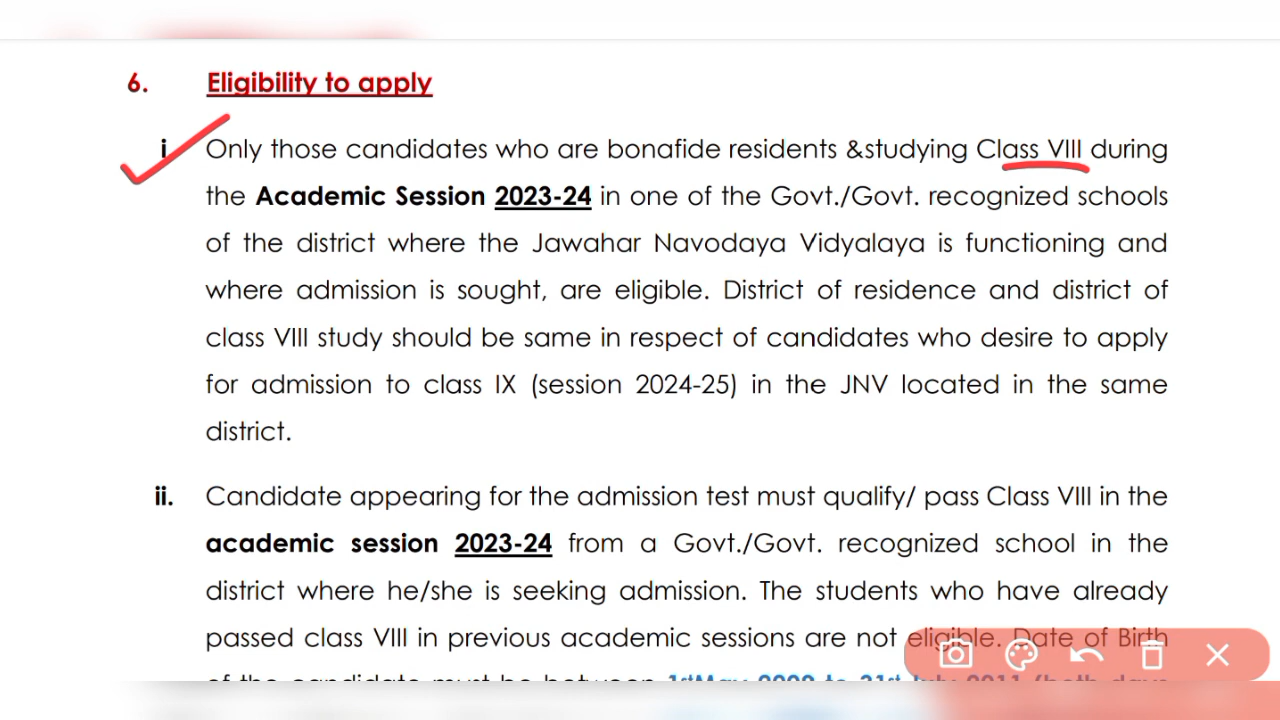 6. Eligibility to apply
i Only those candidates who are bonafide residents &studying Class VIII during
the Academic Session 2023-24 in one of the Govt./Govt. recognized schools
of the district where the Jawahar Navodaya Vidyalaya is functioning and
where admission is sought, are eligible. District of residence and district of
class VIII study should be same in respect of candidates who desire to apply
for admission to class IX (session 2024-25) in the JNV located in the same
district.
ii. Candidate appearing for the admission test must qualify/ pass Class VIII in the
academic session 2023-24 from a Govt./Govt. recognized school in the
district where he/she is seeking admission. The students who have already
passed class VIII in previous academic sessions are not eligible. Date of Birth
of the candidate must be between